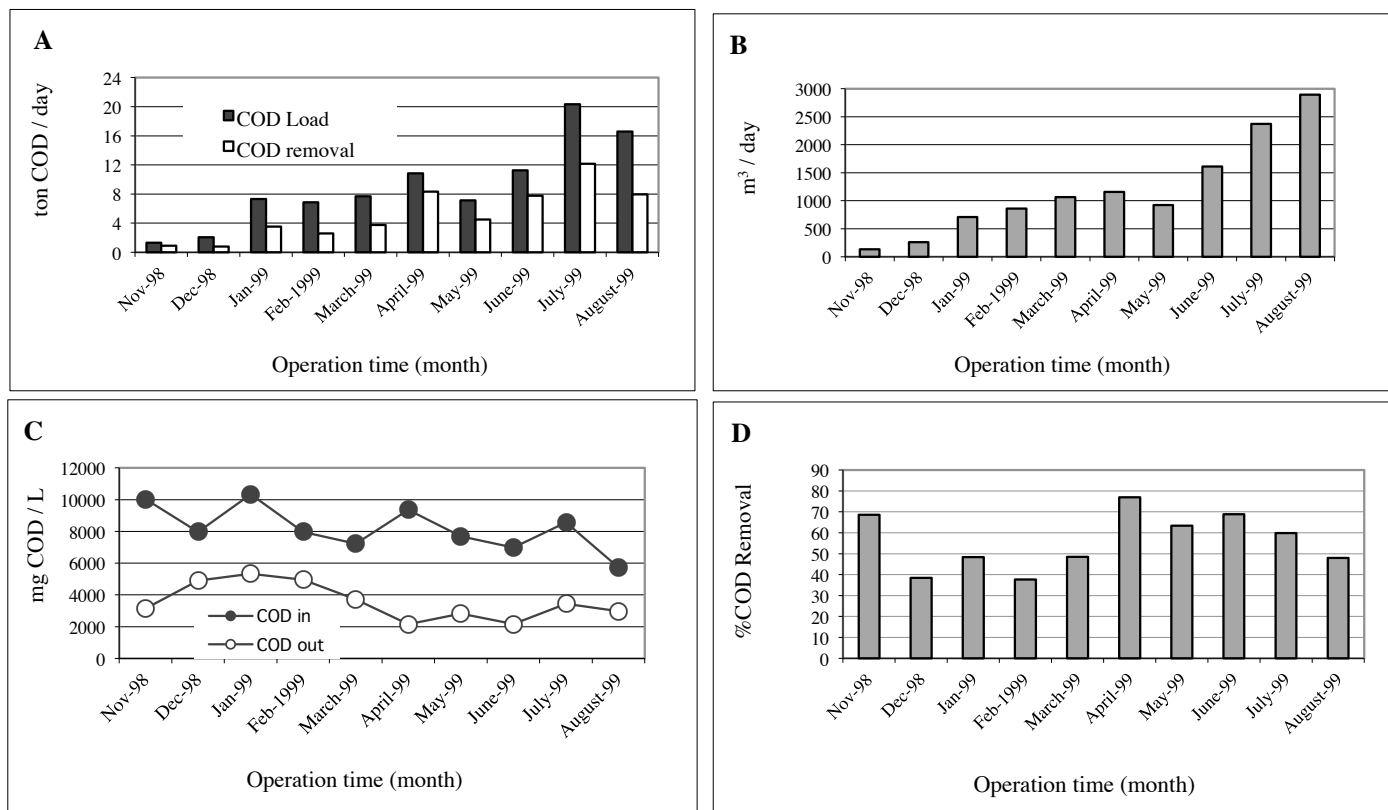 A
ton COD / day
24
20
16
12
8
4
0
COD Load
COD removal
Nov-98
Dec-98
Jan-99
Feb-1999
March-99
April-99
May-99
June-99
July-99
August-99
Operation time (month)
B
m³ / day
3000
2500
2000
1500
1000
500
0
Nov-98
Dec-98
Jan-99
Feb-1999
March-99
April-99
May-99
June-99
July-99
August-99
Operation time (month)
C
mg COD / L
12000
10000
8000
6000
4000
2000
0
COD in
COD out
Nov-98
Dec-98
Jan-99
Feb-1999
March-99
April-99
May-99
June-99
July-99
August-99
Operation time (month)
D
%COD Removal
90
80
70
60
50
40
30
20
10
0
Nov-98
Dec-98
Jan-99
Feb-1999
March-99
April-99
May-99
June-99
July-99
August-99
Operation time (month)